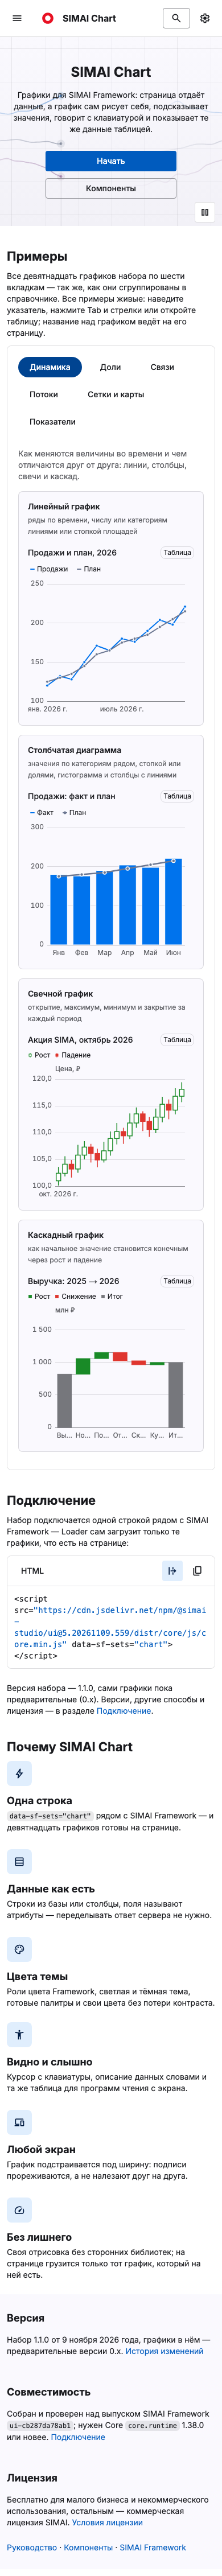 SIMAI Chart
SIMAI Chart
Графики для SIMAI Framework: страница отдаёт
данные, а график сам рисует себя, подсказывает
значения, говорит с клавиатурой и показывает те
же данные таблицей.
Начать
Компоненты
Примеры
Все девятнадцать графиков набора по шести
вкладкам — так же, как они сгруппированы в
справочнике. Все примеры живые: наведите
указатель, нажмите Tab и стрелки или откройте
таблицу; название над графиком ведёт на его
страницу.
Динамика
Доли
Связи
Потоки
Сетки и карты
Показатели
Как меняются величины во времени и чем
отличаются друг от друга: линии, столбцы,
свечи и каскад.
Линейный график
ряды по времени, числу или категориям
линиями или стопкой площадей
Продажи и план, 2026
Таблица
Продажи
План
250
200
150
100
янв. 2026 г.
июль 2026 г.
Столбчатая диаграмма
значения по категориям рядом, стопкой или
долями, гистограмма и столбцы с линиями
Продажи: факт и план
Таблица
Факт
План
300
200
100
0
Янв
Фев
Мар
Апр
Май
Июн
Свечной график
открытие, максимум, минимум и закрытие за
каждый период
Акция SIMA, октябрь 2026
Таблица
Рост
Падение
Цена, ₽
120,0
115,0
110,0
105,0
100,0
окт. 2026 г.
Каскадный график
как начальное значение становится конечным
через рост и падение
Выручка: 2025 → 2026
Таблица
Рост
Снижение
Итог
млн ₽
1 500
1 000
500
0
Вы…
Но…
По…
От…
Ск…
Ку…
Ит…
Подключение
Набор подключается одной строкой рядом с SIMAI
Framework — Loader сам загрузит только те
графики, что есть на странице:
HTML
<script
src="https://cdn.jsdelivr.net/npm/@simai
-
studio/ui@5.20261109.559/distr/core/js/c
ore.min.js" data-sf-sets="chart">
</script>
Версия набора — 1.1.0, сами графики пока
предварительные (0.x). Версии, другие способы и
лицензия — в разделе Подключение.
Почему SIMAI Chart
Одна строка
data-sf-sets="chart" рядом с SIMAI Framework — и
девятнадцать графиков готовы на странице.
Данные как есть
Строки из базы или столбцы, поля называют
атрибуты — переделывать ответ сервера не нужно.
Цвета темы
Роли цвета Framework, светлая и тёмная тема,
готовые палитры и свои цвета без потери контраста.
Видно и слышно
Курсор с клавиатуры, описание данных словами и
та же таблица для программ чтения с экрана.
Любой экран
График подстраивается под ширину: подписи
прореживаются, а не налезают друг на друга.
Без лишнего
Своя отрисовка без сторонних библиотек; на
странице грузится только тот график, который на
ней есть.
Версия
Набор 1.1.0 от 9 ноября 2026 года, графики в нём —
предварительные версии 0.x. История изменений
Совместимость
Собран и проверен над выпуском SIMAI Framework
ui-cb287da78ab1; нужен Core core.runtime 1.38.0
или новее. Подключение
Лицензия
Бесплатно для малого бизнеса и некоммерческого
использования, остальным — коммерческая
лицензия SIMAI. Условия лицензии
Руководство · Компоненты · SIMAI Framework